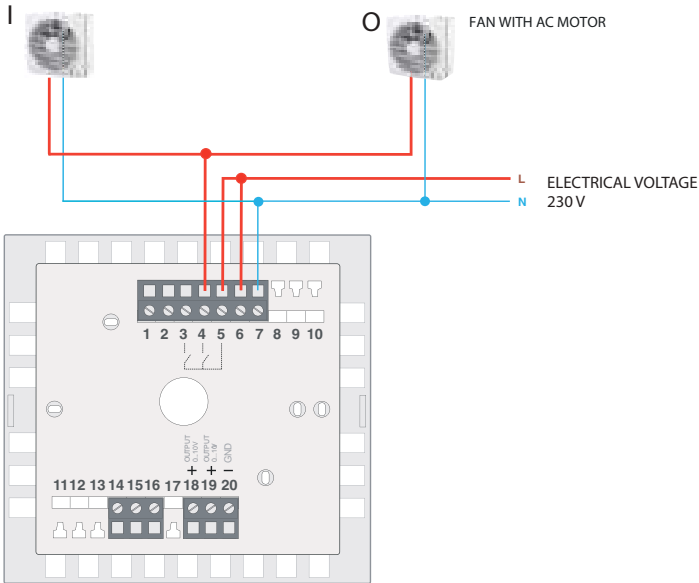 I
O FAN WITH AC MOTOR
L ELECTRICAL VOLTAGE
N 230 V
1 2 3 4 5 6 7 8 9 10
OUTPUT
0..10V
OUTPUT
0..10V
GND
+ + −
11 12 13 14 15 16 17 18 19 20